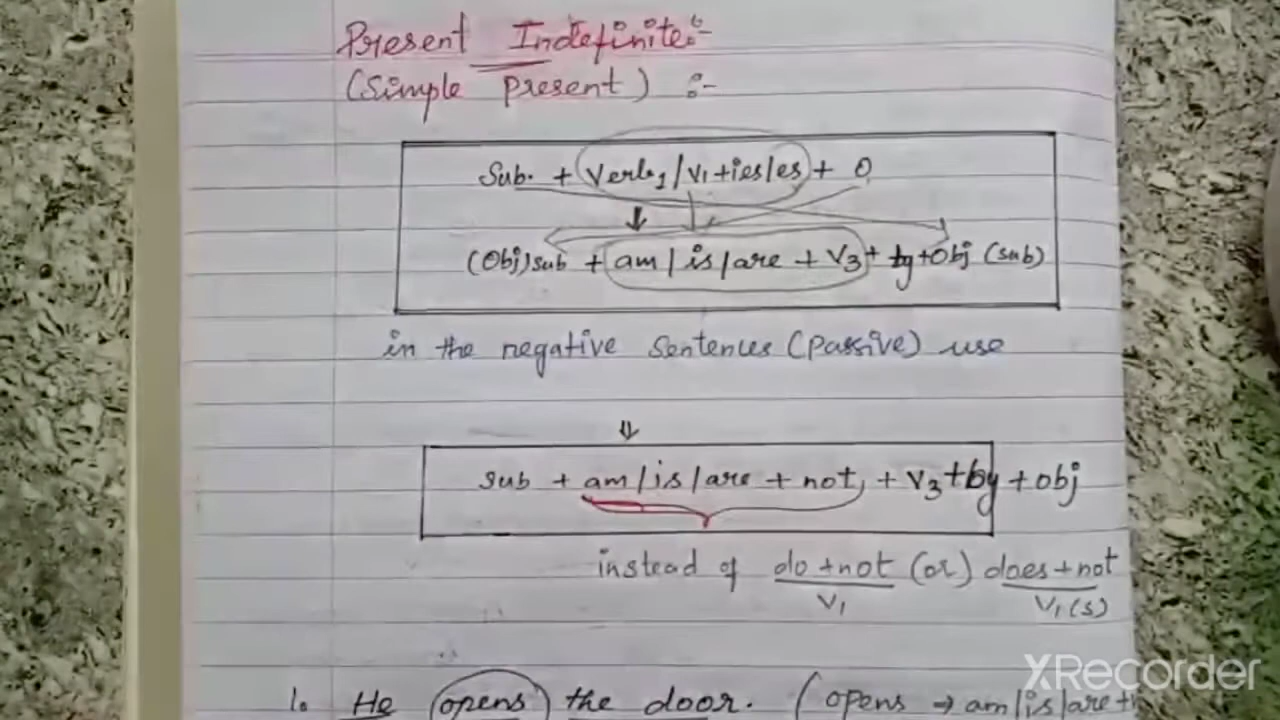 Present Indefinite:-
(Simple Present) :-
Sub. + Verb1/V1+ies/es + O
(Obj)sub + am/is/are + V3 + by + Obj (sub)
in the negative sentences (passive) use
sub + am/is/are + not, + V3 + by + obj
instead of do+not (or) does+not
V1 V1(s)
1. He opens the door. (opens → am/is/are +
XRecorder